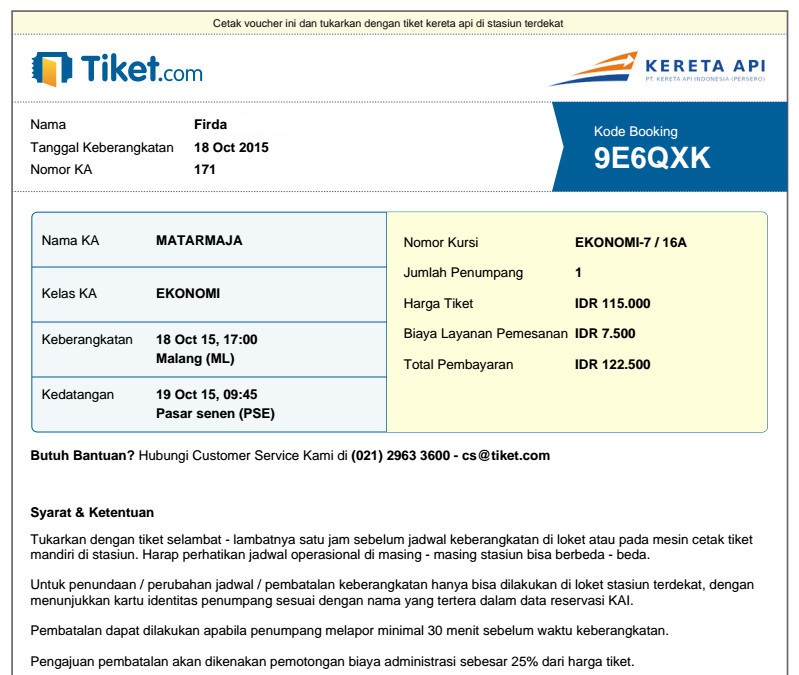 Cetak voucher ini dan tukarkan dengan tiket kereta api di stasiun terdekat
Tiket.com
KERETA API
PT. KERETA API INDONESIA (PERSERO)
Nama Firda
Tanggal Keberangkatan 18 Oct 2015
Nomor KA 171
Kode Booking
9E6QXK
Nama KA MATARMAJA
Kelas KA EKONOMI
Keberangkatan 18 Oct 15, 17:00
Malang (ML)
Kedatangan 19 Oct 15, 09:45
Pasar senen (PSE)
Nomor Kursi EKONOMI-7 / 16A
Jumlah Penumpang 1
Harga Tiket IDR 115.000
Biaya Layanan Pemesanan IDR 7.500
Total Pembayaran IDR 122.500
Butuh Bantuan? Hubungi Customer Service Kami di (021) 2963 3600 - cs@tiket.com
Syarat & Ketentuan
Tukarkan dengan tiket selambat - lambatnya satu jam sebelum jadwal keberangkatan di loket atau pada mesin cetak tiket
mandiri di stasiun. Harap perhatikan jadwal operasional di masing - masing stasiun bisa berbeda - beda.
Untuk penundaan / perubahan jadwal / pembatalan keberangkatan hanya bisa dilakukan di loket stasiun terdekat, dengan
menunjukkan kartu identitas penumpang sesuai dengan nama yang tertera dalam data reservasi KAI.
Pembatalan dapat dilakukan apabila penumpang melapor minimal 30 menit sebelum waktu keberangkatan.
Pengajuan pembatalan akan dikenakan pemotongan biaya administrasi sebesar 25% dari harga tiket.